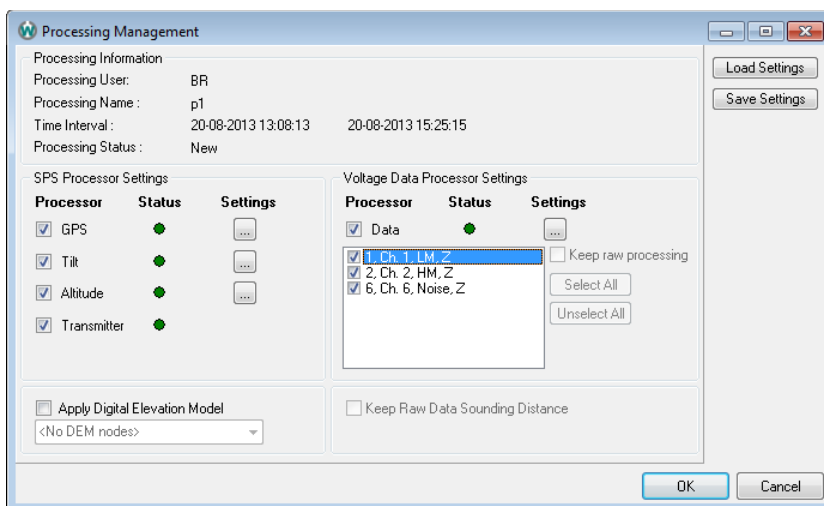 Processing Management
Processing Information
Processing User: BR
Processing Name : p1
Time Interval : 20-08-2013 13:08:13 20-08-2013 15:25:15
Processing Status : New
Load Settings
Save Settings
SPS Processor Settings
Processor Status Settings
GPS ...
Tilt ...
Altitude ...
Transmitter
Voltage Data Processor Settings
Processor Status Settings
Data ...
1, Ch. 1, LM, Z
2, Ch. 2, HM, Z
6, Ch. 6, Noise, Z
Keep raw processing
Select All
Unselect All
Apply Digital Elevation Model
<No DEM nodes>
Keep Raw Data Sounding Distance
OK
Cancel